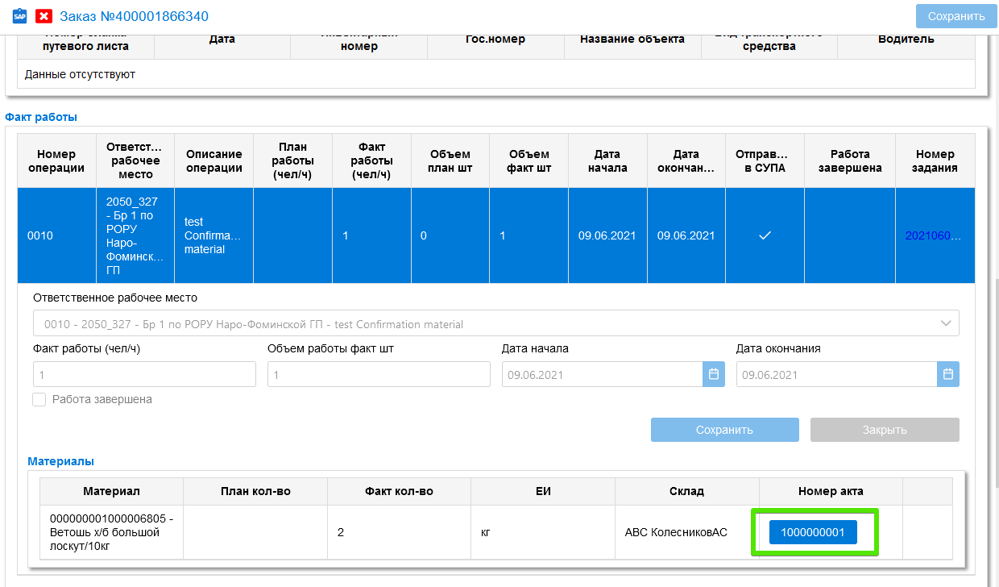 SAP
Заказ №400001866340
Сохранить
путевого листа
Дата
номер
Гос.номер
Название объекта
средства
Водитель
Данные отсутствуют
Факт работы
Номер операции
Ответст... рабочее место
Описание операции
План работы (чел/ч)
Факт работы (чел/ч)
Объем план шт
Объем факт шт
Дата начала
Дата окончан...
Отправ... в СУПА
Работа завершена
Номер задания
0010
2050_327
- Бр 1 по
РОРУ
Наро-
Фоминск...
ГП
test
Confirma...
material
1
0
1
09.06.2021
09.06.2021
2021060...
Ответственное рабочее место
0010 - 2050_327 - Бр 1 по РОРУ Наро-Фоминской ГП - test Confirmation material
Факт работы (чел/ч)
Объем работы факт шт
Дата начала
Дата окончания
1
1
09.06.2021
09.06.2021
Работа завершена
Сохранить
Закрыть
Материалы
Материал
План кол-во
Факт кол-во
ЕИ
Склад
Номер акта
000000001000006805 -
Ветошь х/б большой
лоскут/10кг
2
кг
АВС КолесниковАС
1000000001